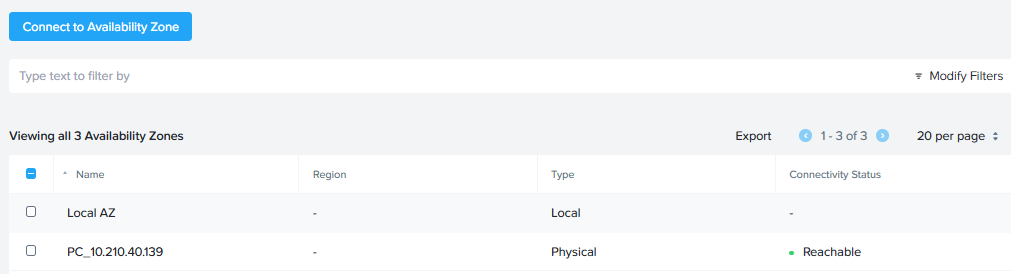 Connect to Availability Zone
Type text to filter by Modify Filters
Viewing all 3 Availability Zones Export 1 - 3 of 3 20 per page
Name Region Type Connectivity Status
Local AZ - Local -
PC_10.210.40.139 - Physical Reachable